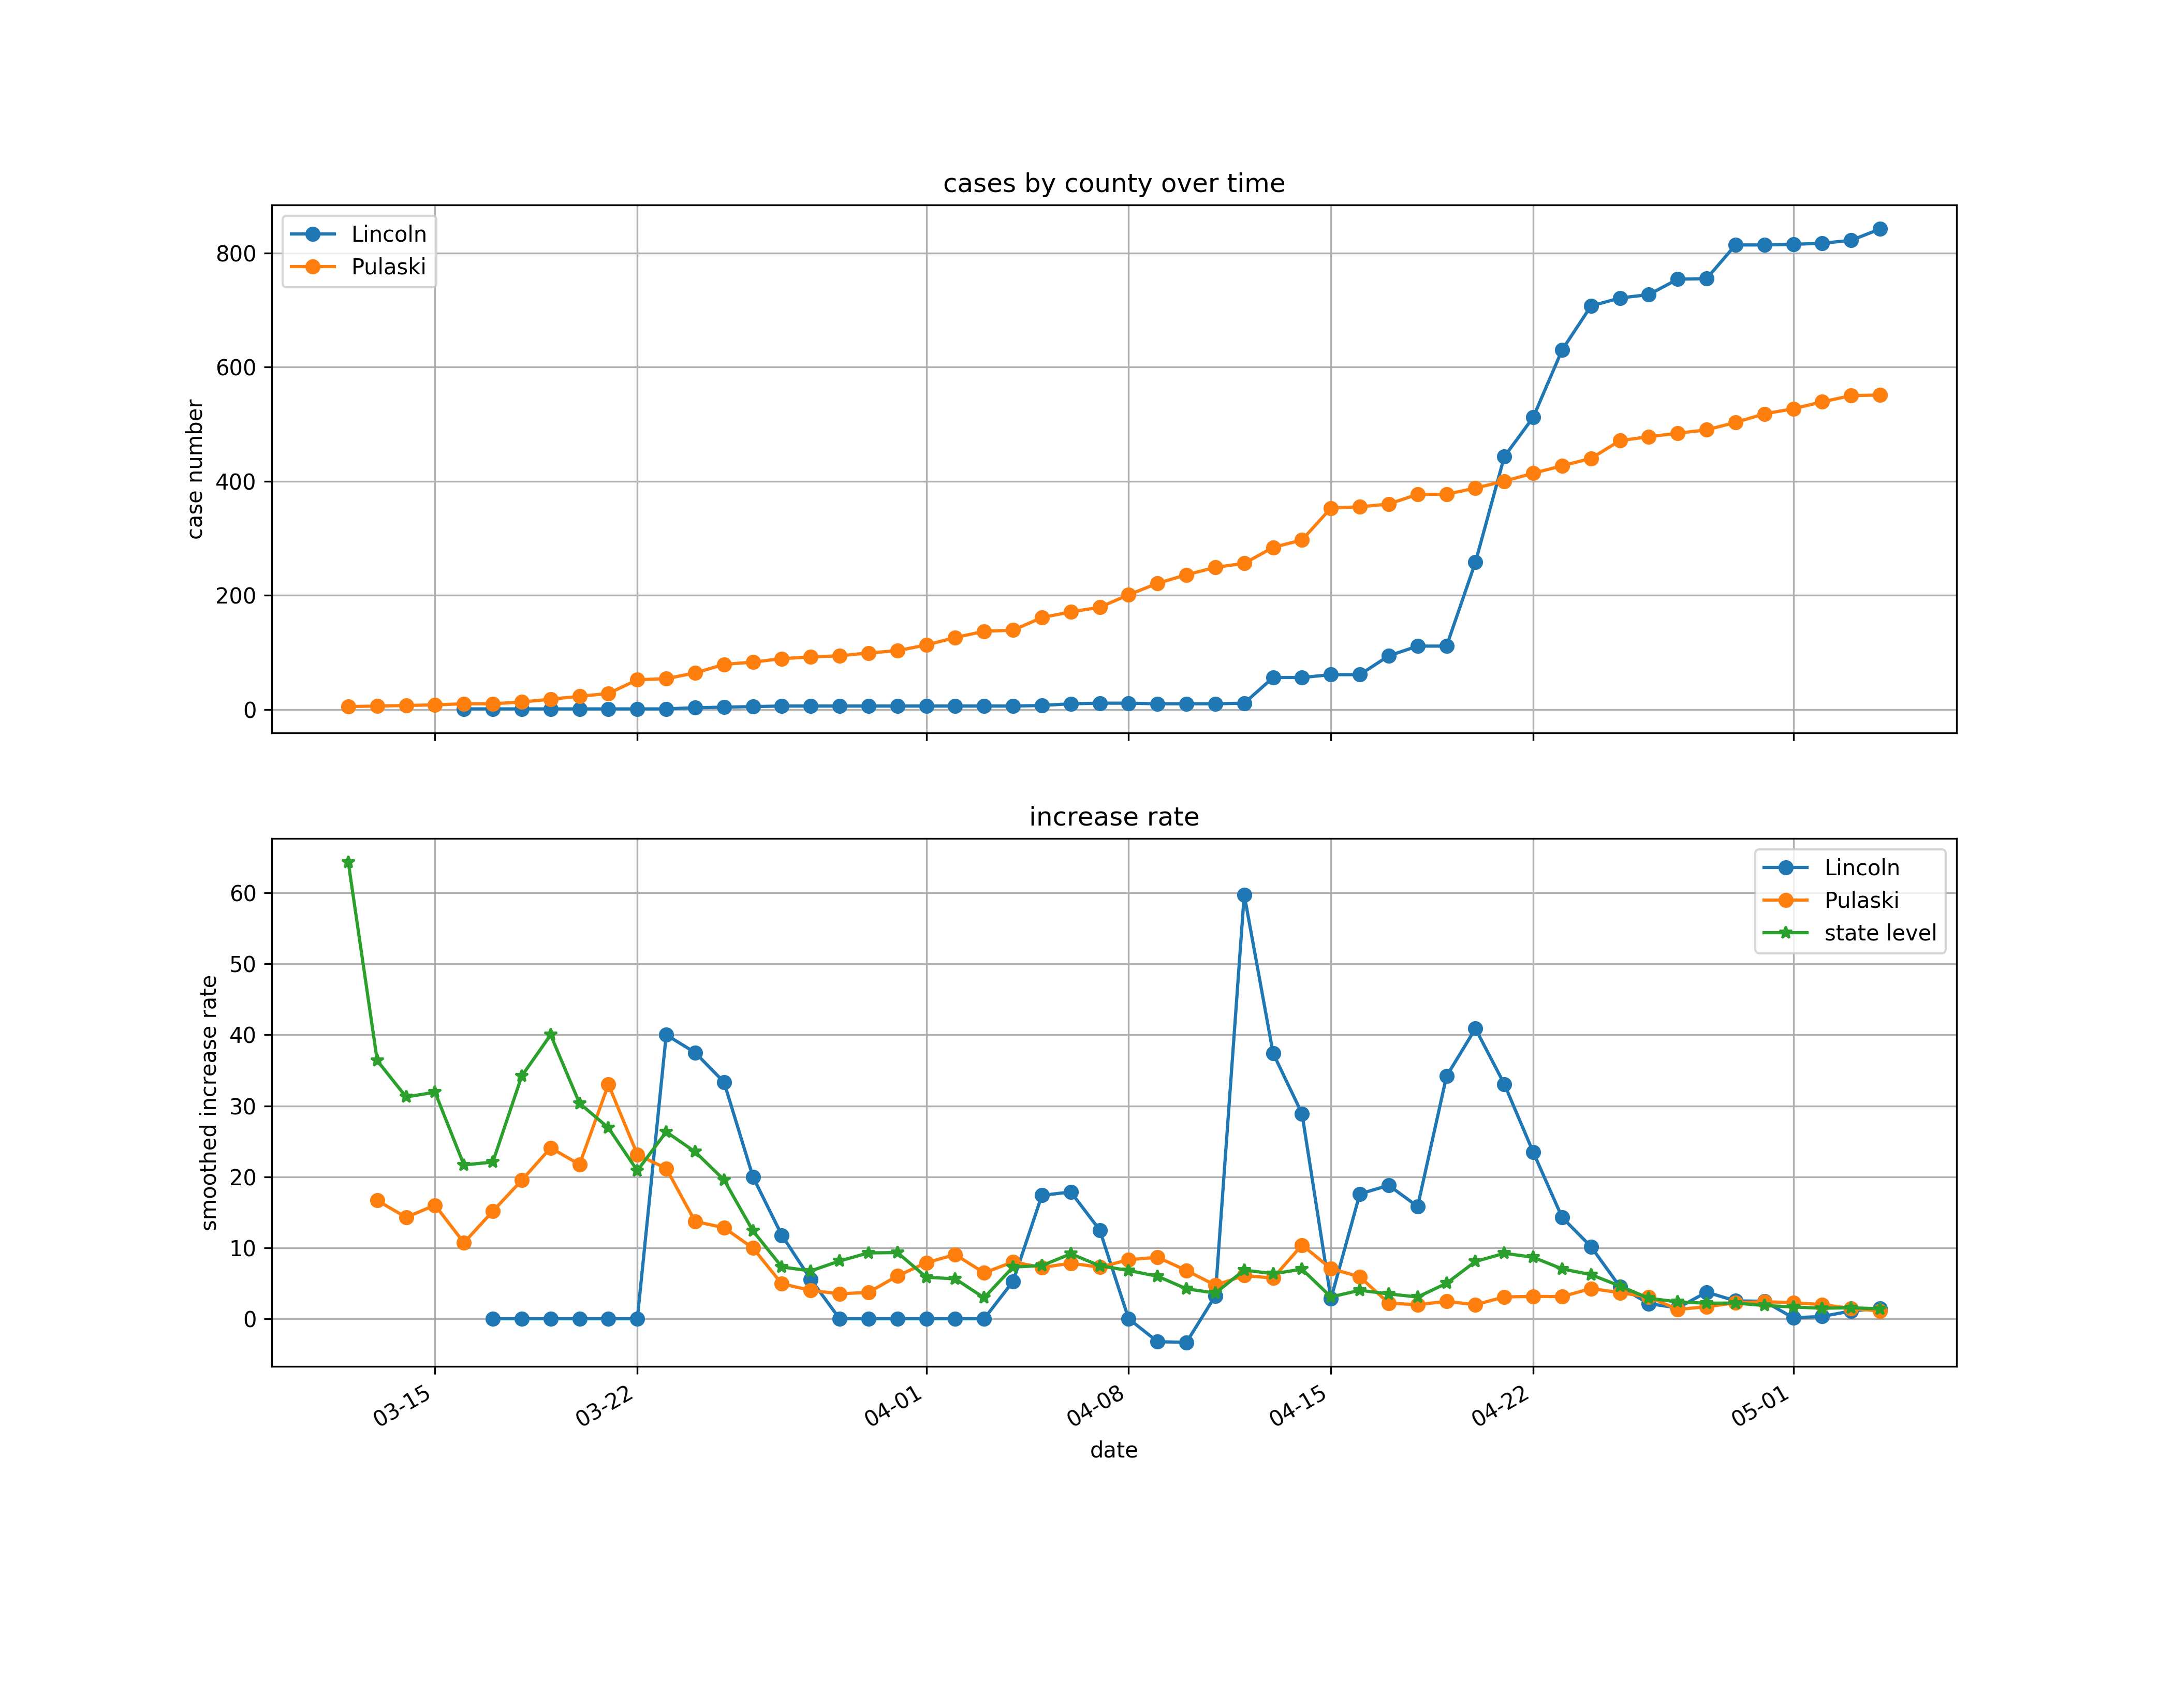 cases by county over time
Lincoln
Pulaski
800
600
400
200
0
case number
increase rate
Lincoln
Pulaski
state level
60
50
40
30
20
10
0
smoothed increase rate
03-15
03-22
04-01
04-08
04-15
04-22
05-01
date